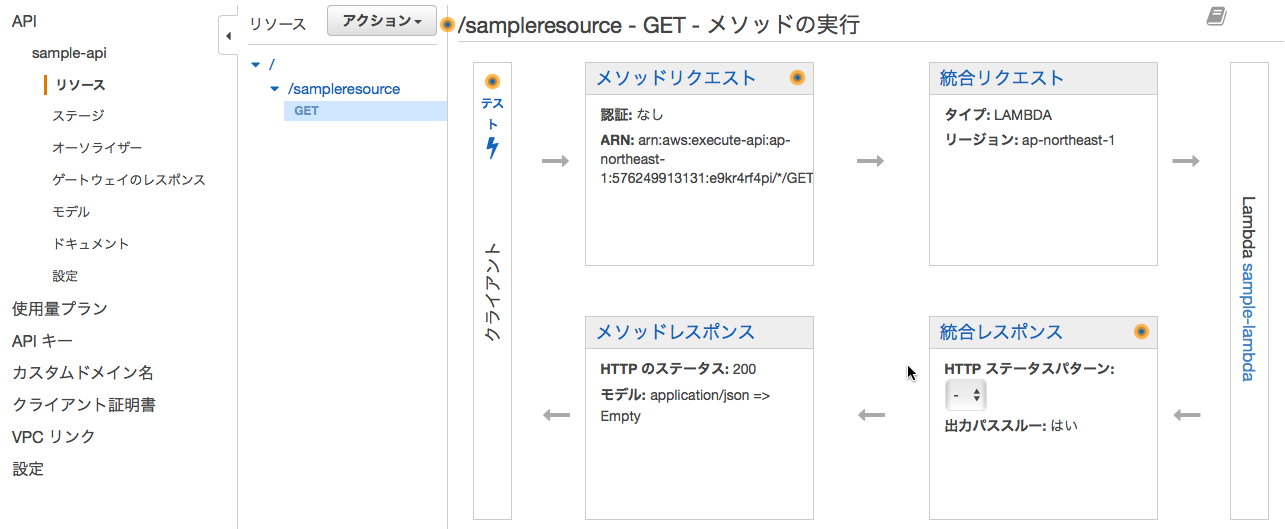 API
sample-api
リソース
ステージ
オーソライザー
ゲートウェイのレスポンス
モデル
ドキュメント
設定
使用量プラン
API キー
カスタムドメイン名
クライアント証明書
VPC リンク
設定
リソース
アクション
/
/sampleresource
GET
/sampleresource - GET - メソッドの実行
テス
ト
クライアント
メソッドリクエスト
認証: なし
ARN: arn:aws:execute-api:ap-
northeast-
1:576249913131:e9kr4rf4pi/*/GET
統合リクエスト
タイプ: LAMBDA
リージョン: ap-northeast-1
Lambda sample-lambda
メソッドレスポンス
HTTP のステータス: 200
モデル: application/json =>
Empty
統合レスポンス
HTTP ステータスパターン:
-
出力パススルー: はい